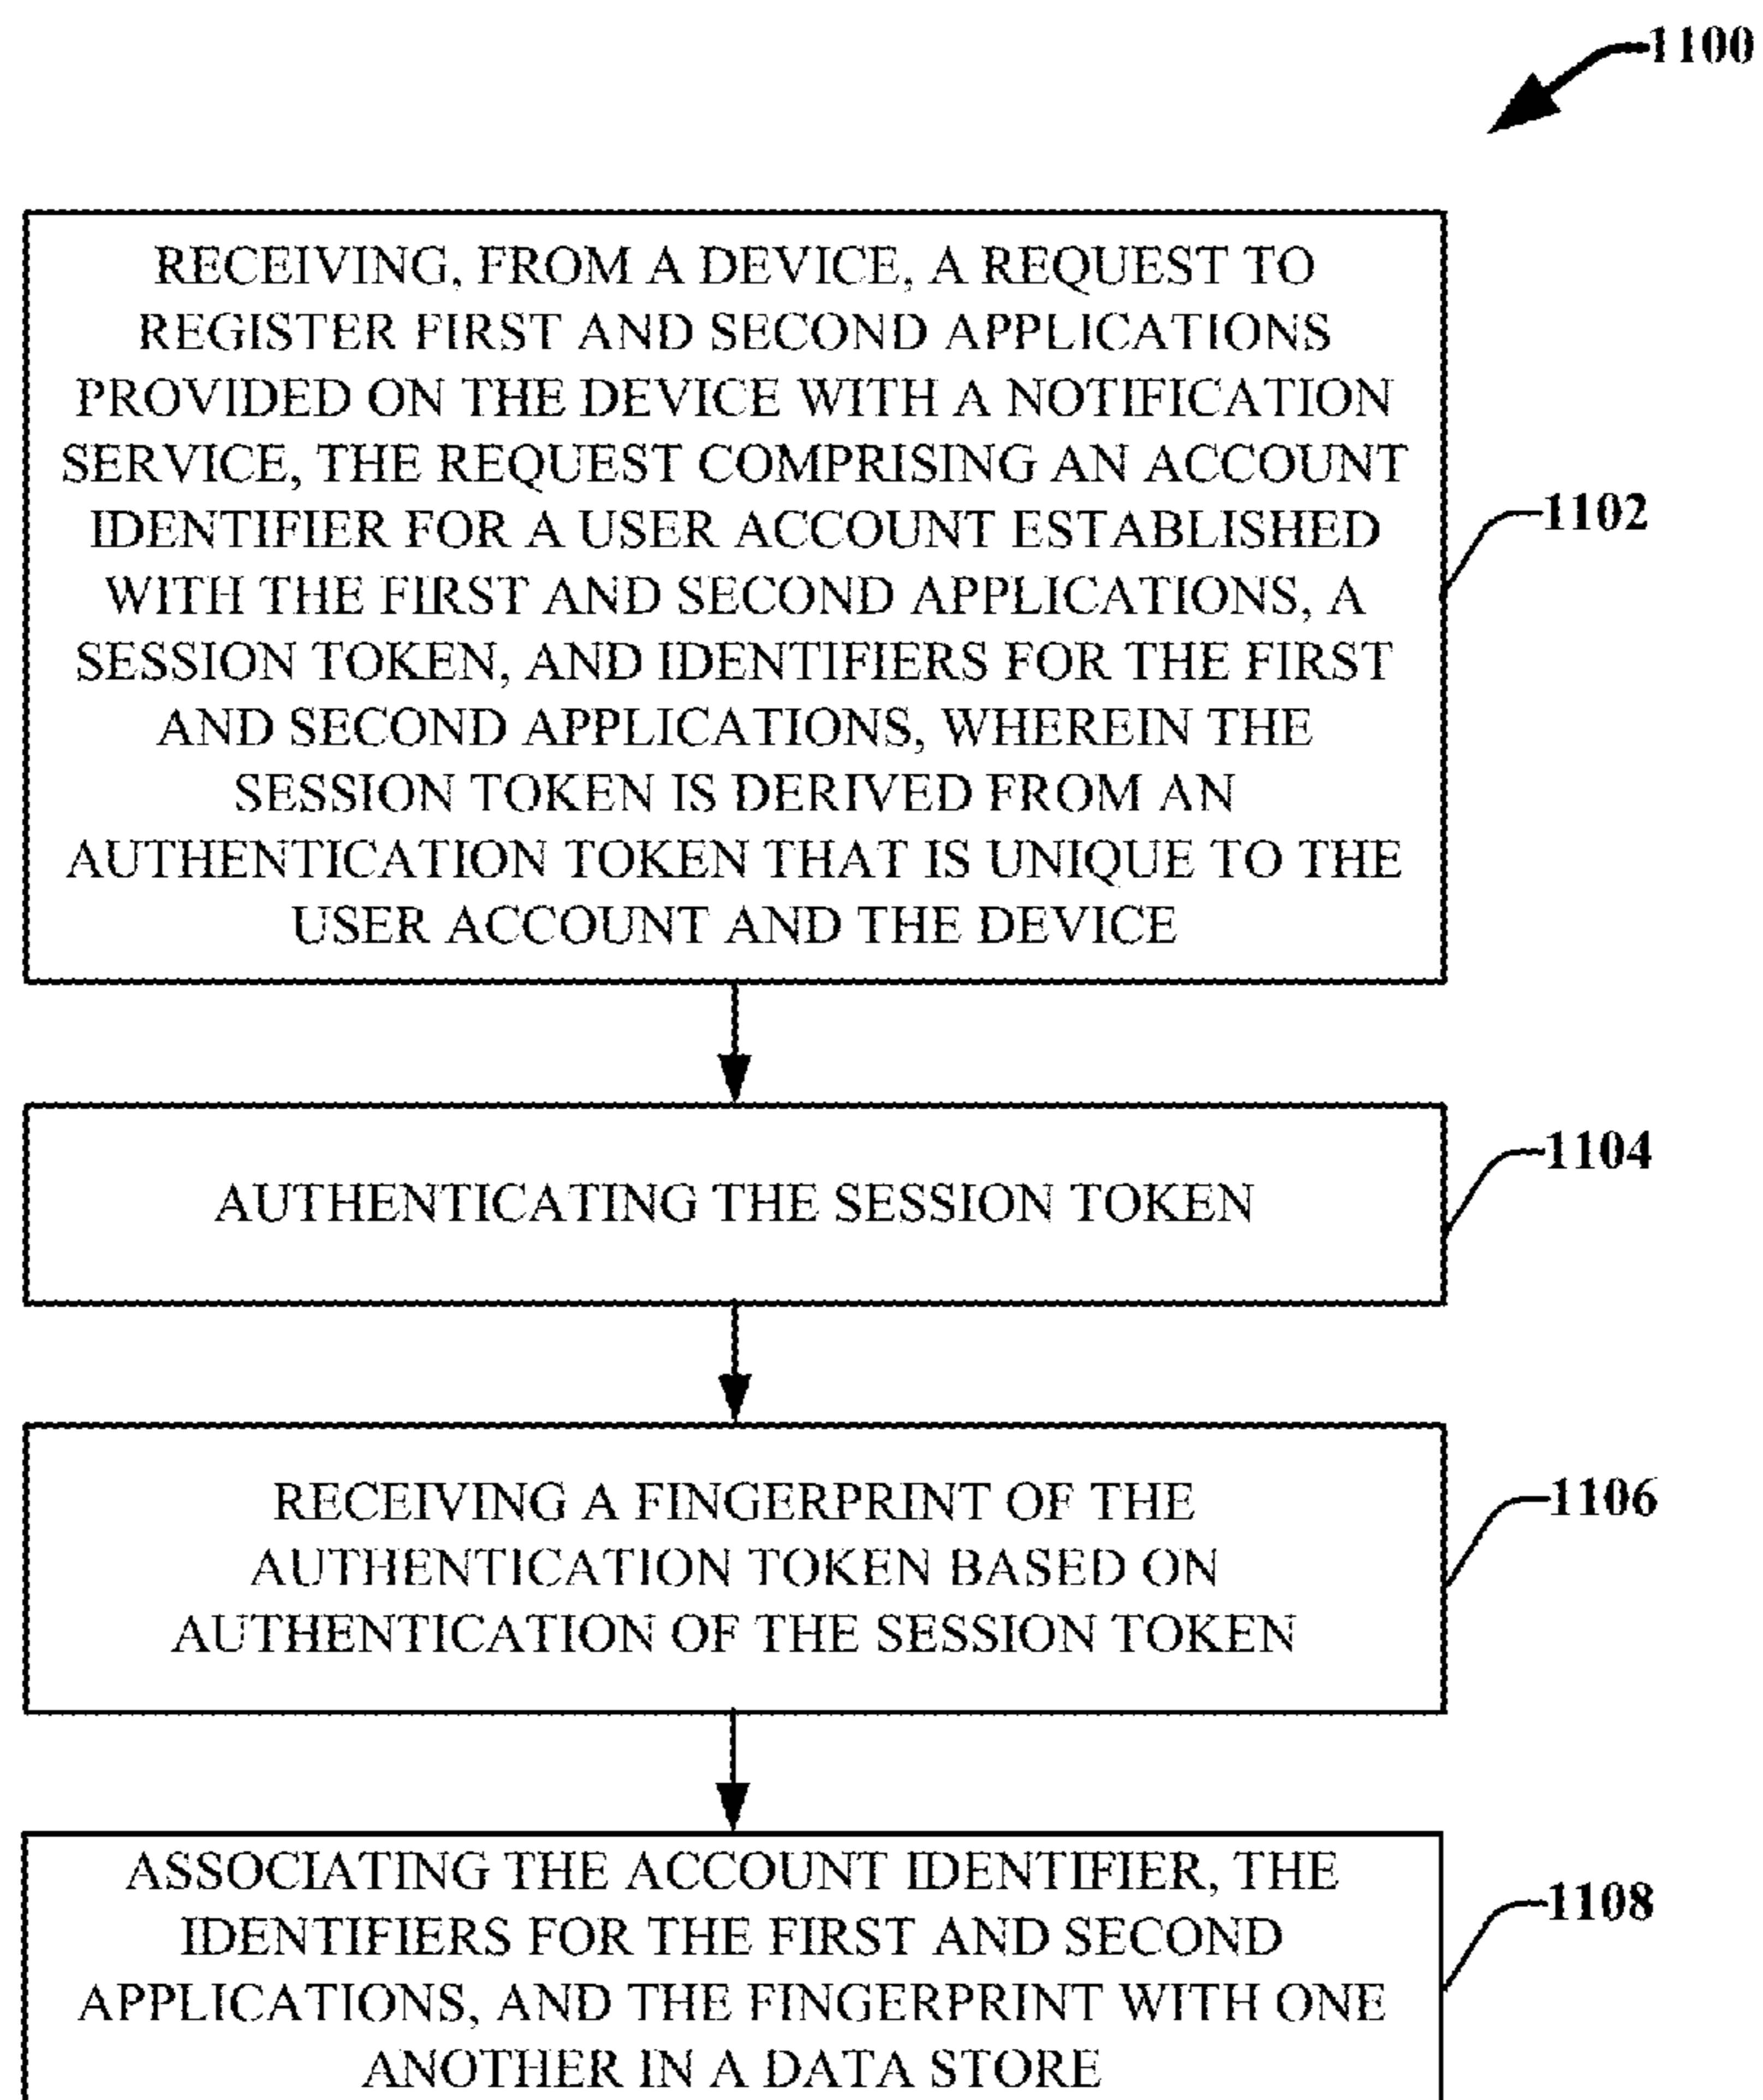 1100
RECEIVING, FROM A DEVICE, A REQUEST TO
REGISTER FIRST AND SECOND APPLICATIONS
PROVIDED ON THE DEVICE WITH A NOTIFICATION
SERVICE, THE REQUEST COMPRISING AN ACCOUNT
IDENTIFIER FOR A USER ACCOUNT ESTABLISHED
WITH THE FIRST AND SECOND APPLICATIONS, A
SESSION TOKEN, AND IDENTIFIERS FOR THE FIRST
AND SECOND APPLICATIONS, WHEREIN THE
SESSION TOKEN IS DERIVED FROM AN
AUTHENTICATION TOKEN THAT IS UNIQUE TO THE
USER ACCOUNT AND THE DEVICE
1102
AUTHENTICATING THE SESSION TOKEN
1104
RECEIVING A FINGERPRINT OF THE
AUTHENTICATION TOKEN BASED ON
AUTHENTICATION OF THE SESSION TOKEN
1106
ASSOCIATING THE ACCOUNT IDENTIFIER, THE
IDENTIFIERS FOR THE FIRST AND SECOND
APPLICATIONS, AND THE FINGERPRINT WITH ONE
ANOTHER IN A DATA STORE
1108